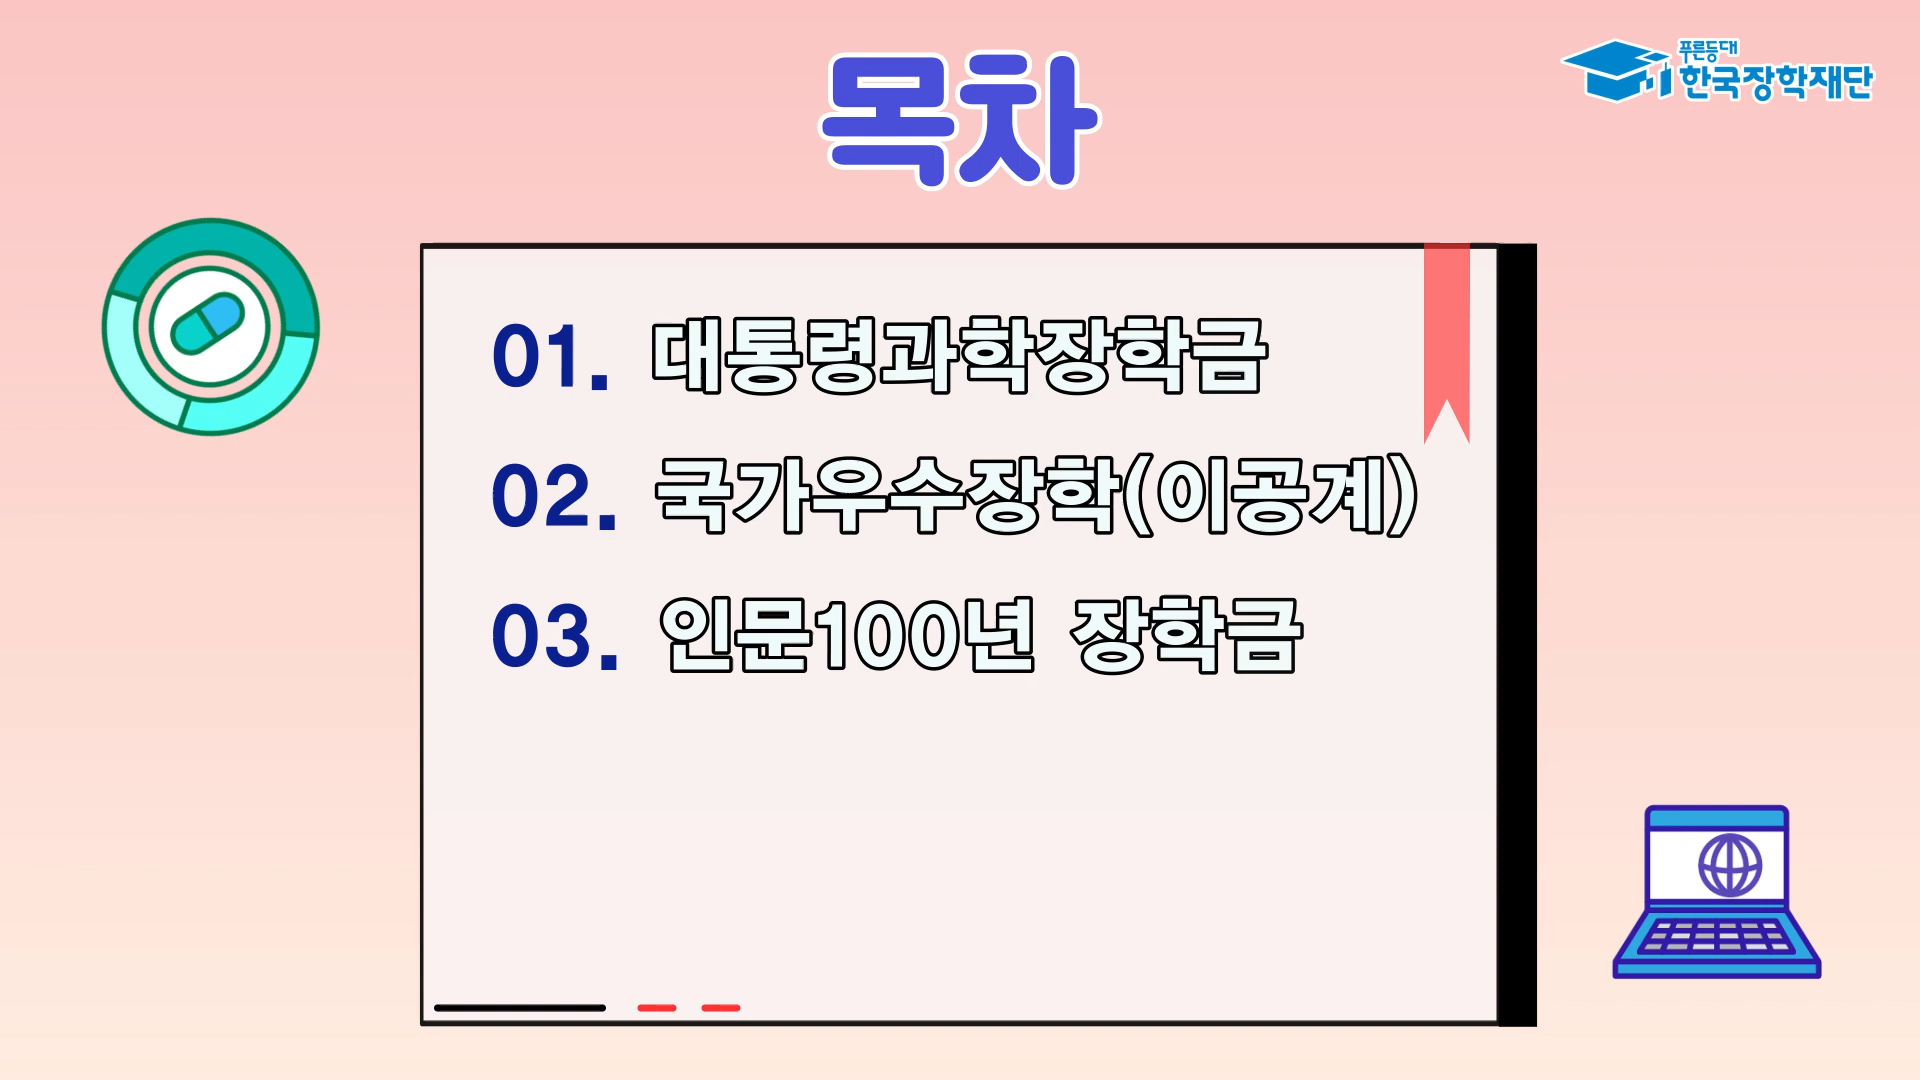 목차
푸른등대
한국장학재단
01. 대통령과학장학금
02. 국가우수장학(이공계)
03. 인문100년 장학금